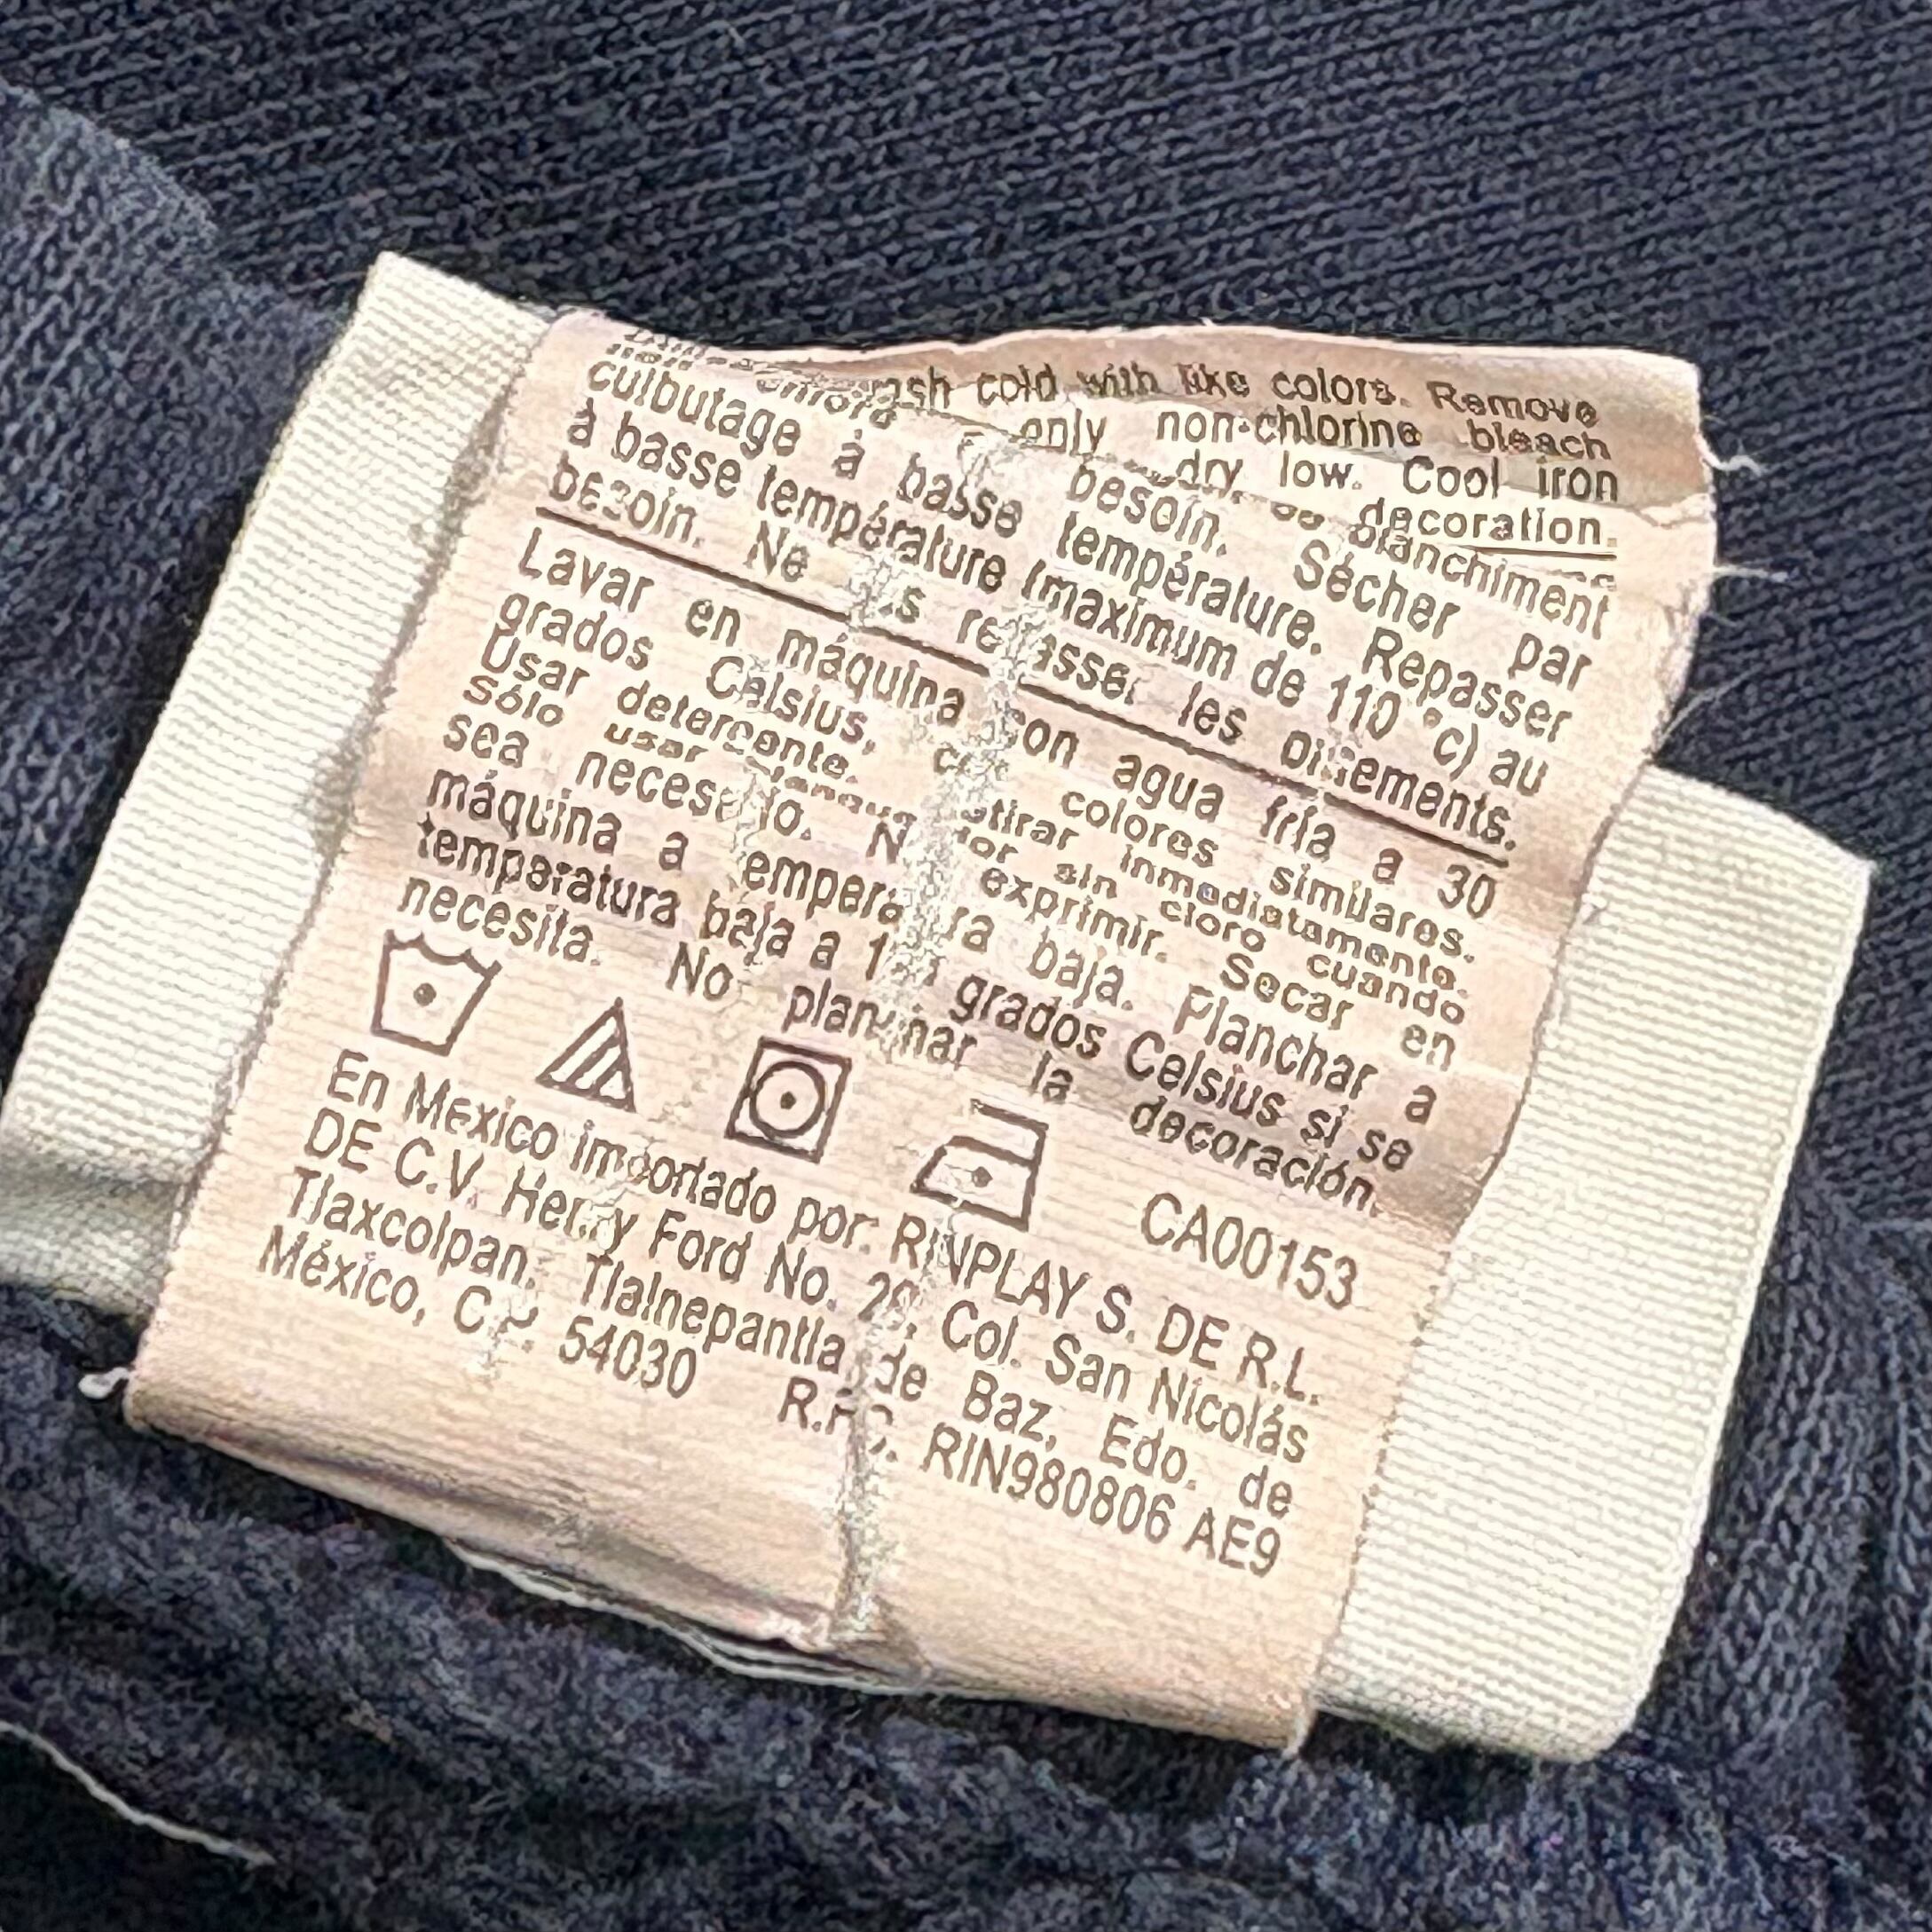 cold with like colors. Remove
only non-chlorine bleach
dry, low. Cool iron
decoration.
blanchiment
besoin. Sécher par
culbutage à basse température. Repasser
à basse température (maximum de 110 °c) au
besoin. Ne les ornements.
Lavar en máquina con agua fría a 30
grados Celsius, colores similares.
Usar detergente. inmediatamente.
Sólo usar sin cloro cuando
sea necesario. exprimir. Secar en
máquina a baja. Planchar a
temperatura baja a grados Celsius si se
necesita. No planchar la decoración.
CA00153
En Mexico importado por: RINPLAY S. DE R.L.
DE C.V. Henry Ford No. Col. San Nicolás
Tlaxcolpan, Tlalnepantla de Baz, Edo. de
México, C.P. 54030 R.F.C. RIN980806 AE9